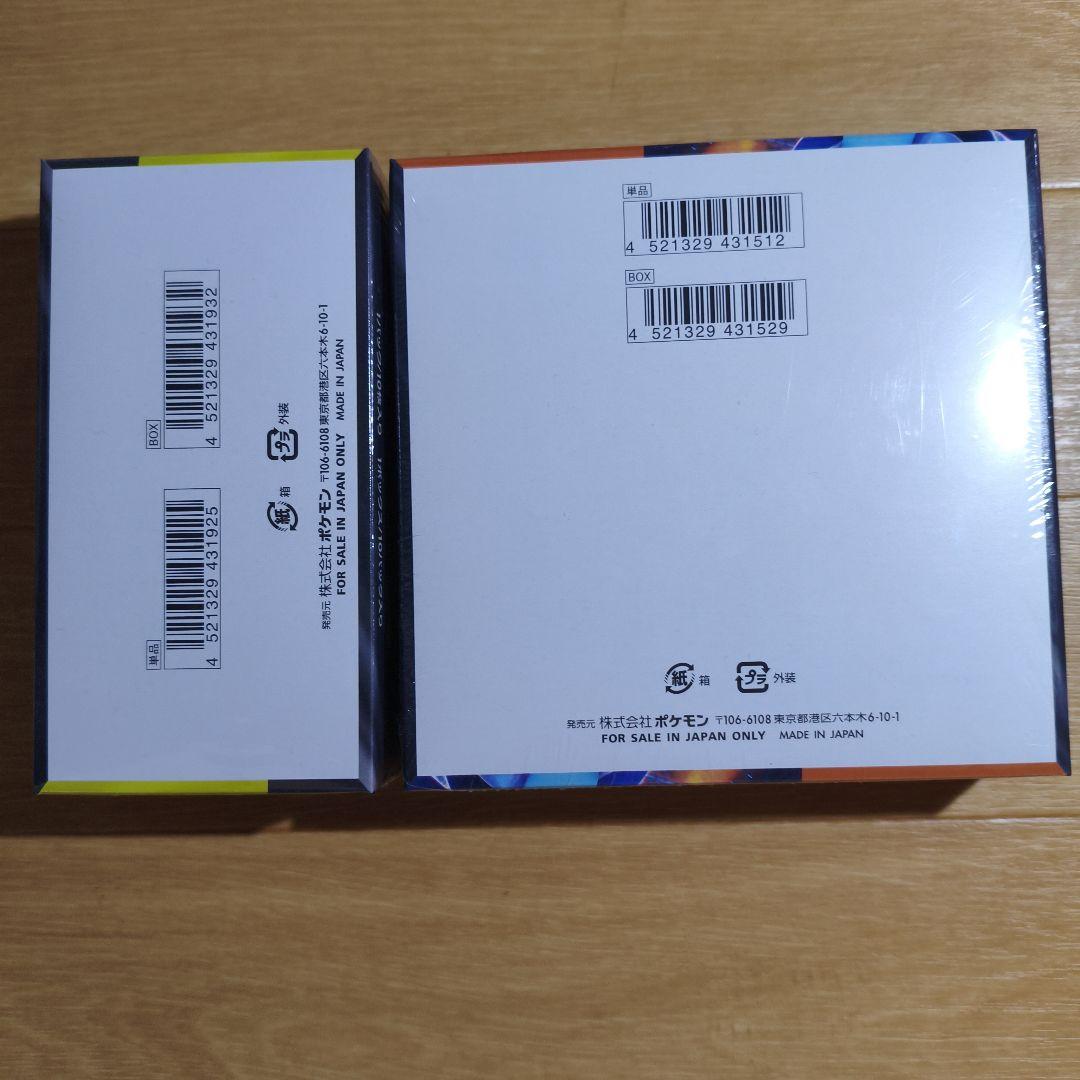 BOX
4 521329 431932
単品
4 521329 431925
紙 箱
プラ 外装
発売元 株式会社 ポケモン 〒106-6108 東京都港区六本木6-10-1
FOR SALE IN JAPAN ONLY MADE IN JAPAN
単品
4 521329 431512
BOX
4 521329 431529
紙 箱 プラ 外装
発売元 株式会社 ポケモン 〒106-6108 東京都港区六本木6-10-1
FOR SALE IN JAPAN ONLY MADE IN JAPAN